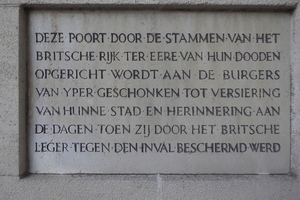 DEZE POORT DOOR DE STAMMEN VAN HET
BRITSCHE RIJK TER EERE VAN HUN DOODEN
OPGERICHT WORDT AAN DE BURGERS
VAN YPER GESCHONKEN TOT VERSIERING
VAN HUNNE STAD EN HERINNERING AAN
DE DAGEN TOEN ZIJ DOOR HET BRITSCHE
LEGER TEGEN DEN INVAL BESCHERMD WERD